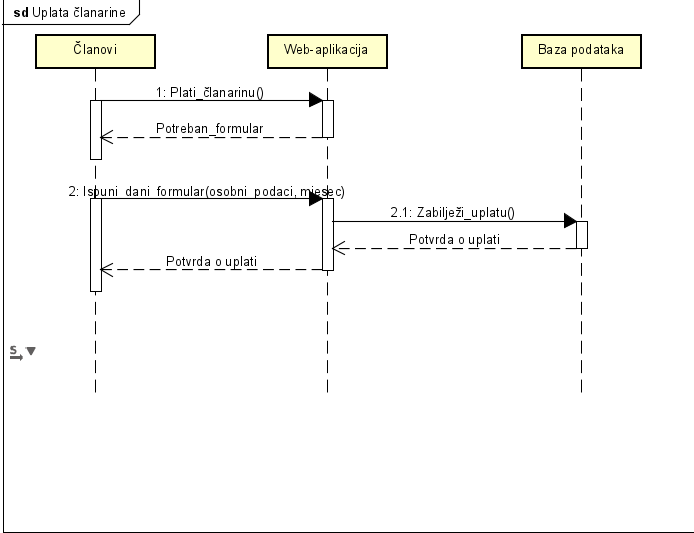 sd Uplata članarine
Članovi
Web-aplikacija
Baza podataka
1: Plati_članarinu()
Potreban_formular
2: Ispuni_dani_formular(osobni_podaci, mjesec)
2.1: Zabilježi_uplatu()
Potvrda o uplati
Potvrda o uplati
S